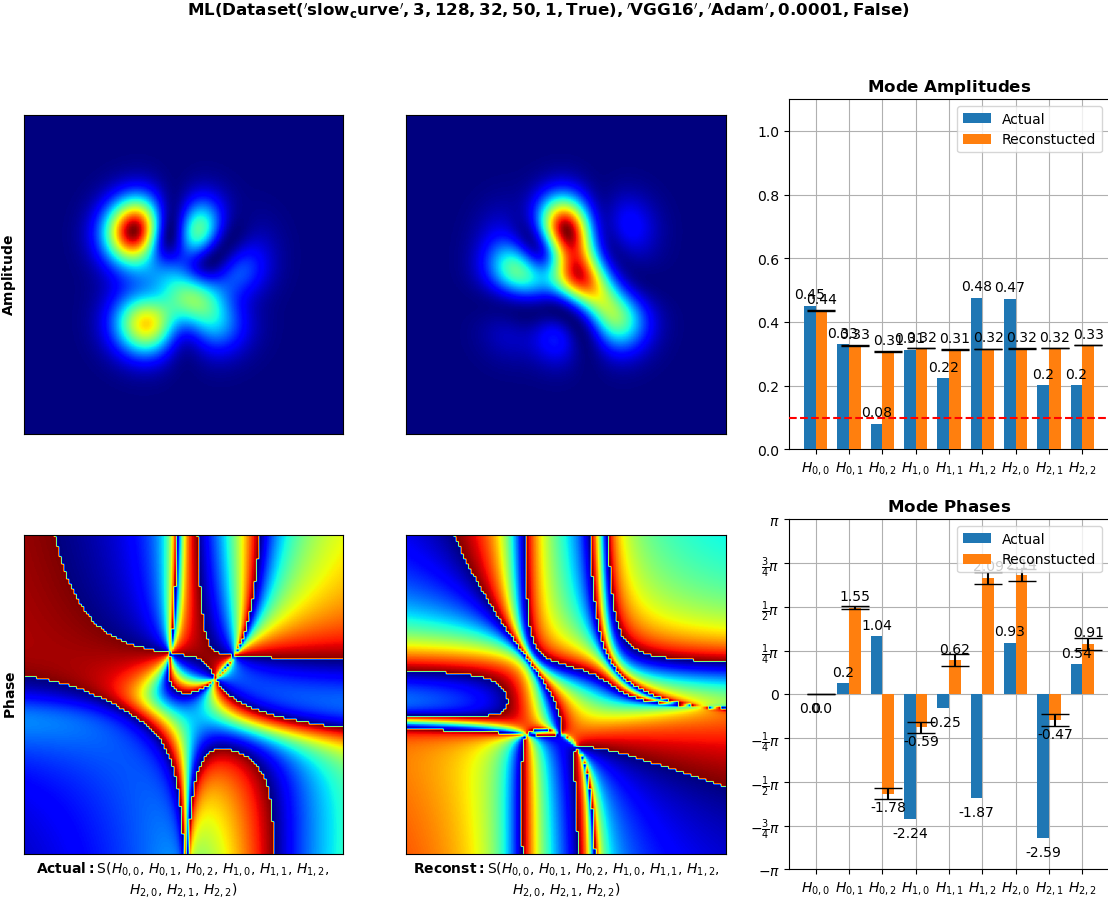 ML(Dataset('slow_curve', 3, 128, 32, 50, 1, True), 'VGG16', 'Adam', 0.0001, False)
Amplitude
Mode Amplitudes
Actual
Reconstucted
1.0
0.8
0.6
0.4
0.2
0.0
0.45
0.44
0.33
0.33
0.08
0.31
0.31
0.32
0.22
0.31
0.48
0.32
0.47
0.32
0.2
0.32
0.2
0.33
H0,0 H0,1 H0,2 H1,0 H1,1 H1,2 H2,0 H2,1 H2,2
Phase
Mode Phases
Actual
Reconstucted
π
3/4π
1/2π
1/4π
0
−1/4π
−1/2π
−3/4π
−π
0.0
0.0
0.2
1.55
1.04
-1.78
-2.24
-0.59
-0.25
0.62
-1.87
2.09
0.93
-2.59
-0.47
0.54
0.91
H0,0 H0,1 H0,2 H1,0 H1,1 H1,2 H2,0 H2,1 H2,2
Actual: S(H0,0, H0,1, H0,2, H1,0, H1,1, H1,2,
H2,0, H2,1, H2,2)
Reconst: S(H0,0, H0,1, H0,2, H1,0, H1,1, H1,2,
H2,0, H2,1, H2,2)